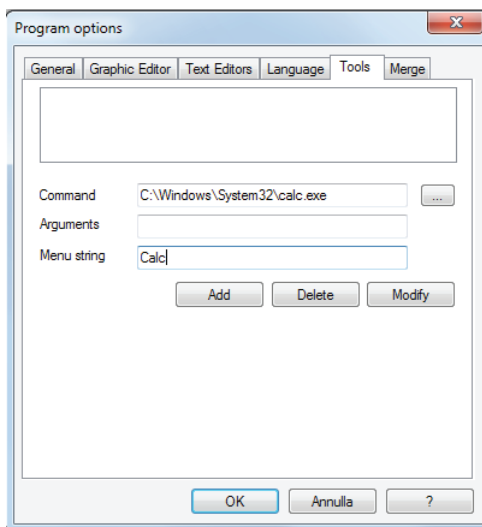 Program options
General Graphic Editor Text Editors Language Tools Merge
Command C:\Windows\System32\calc.exe ...
Arguments
Menu string Calc
Add Delete Modify
OK Annulla ?